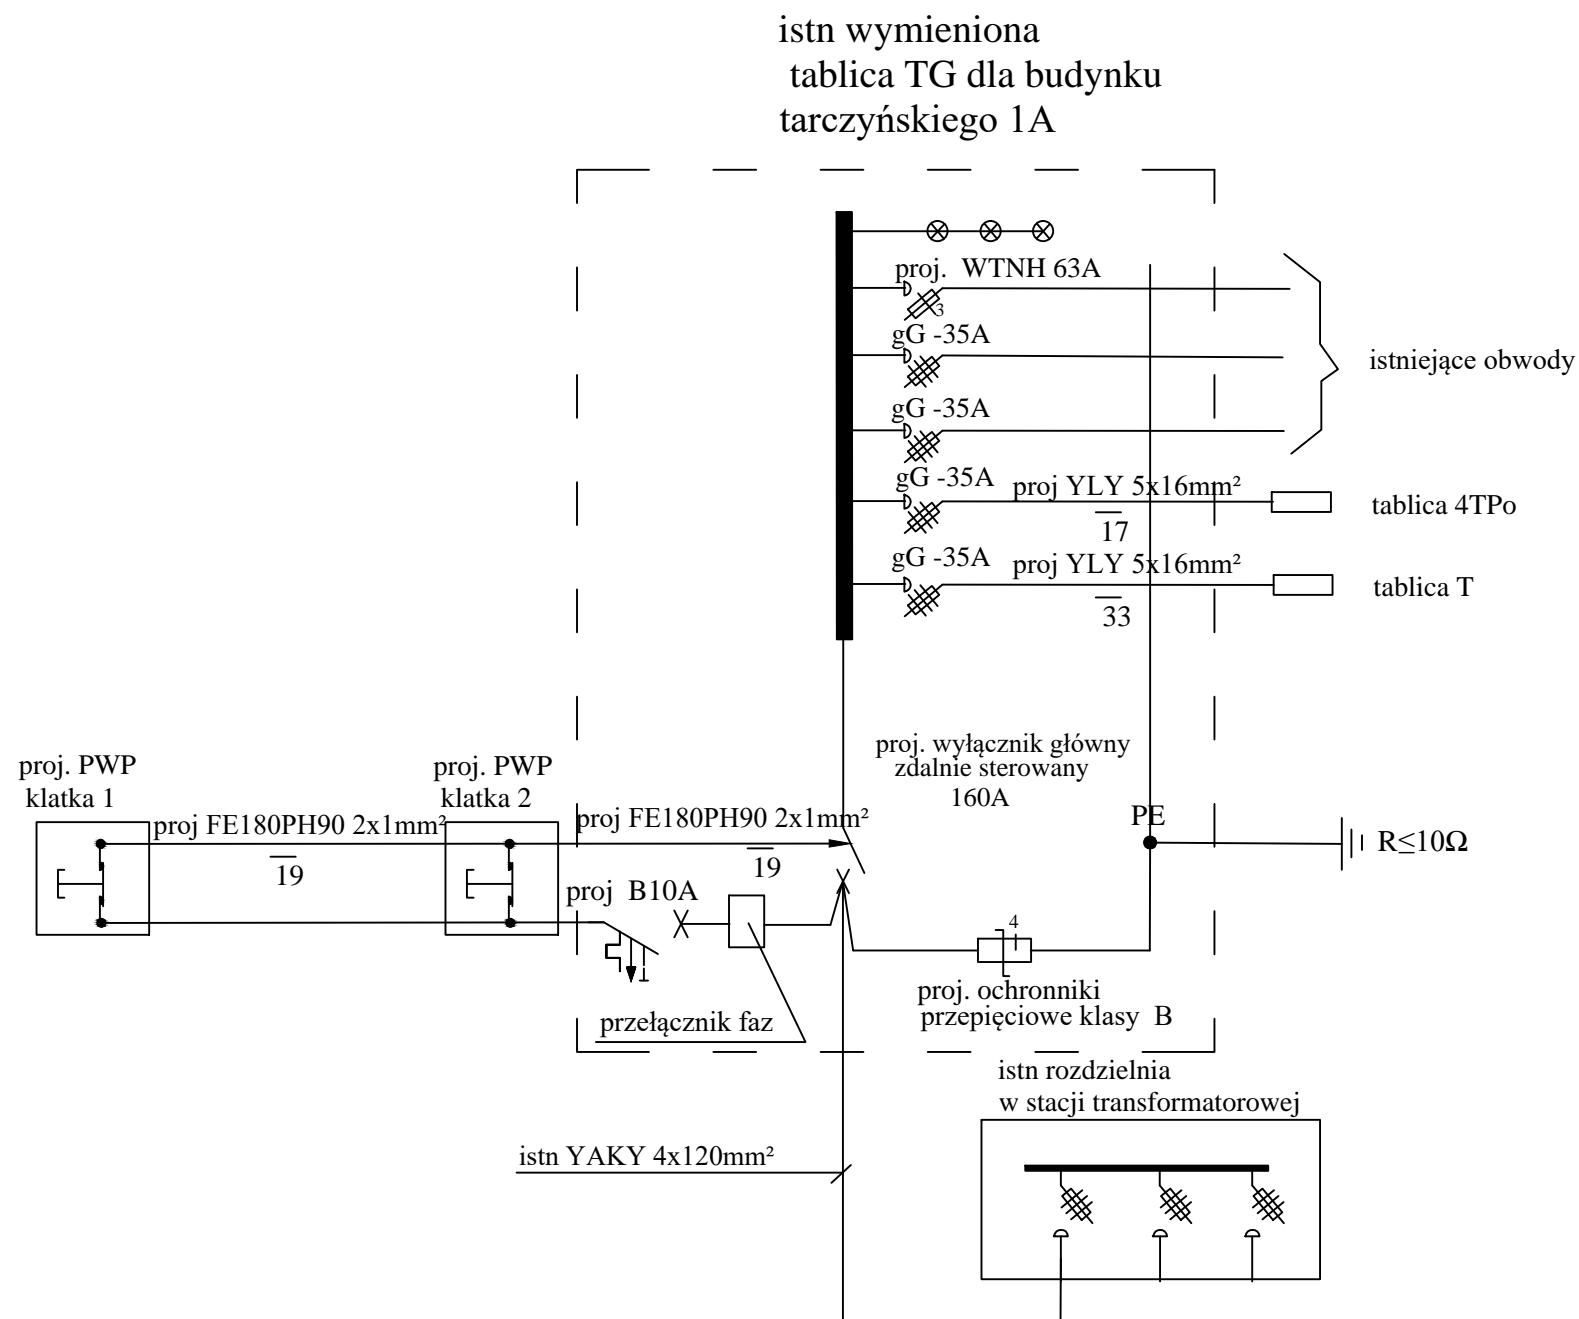 istn wymieniona
tablica TG dla budynku
tarczyńskiego 1A
proj. WTNH 63A
3
gG -35A
istniejące obwody
gG -35A
gG -35A
proj YLY 5x16mm²
17
tablica 4TPo
gG -35A
proj YLY 5x16mm²
33
tablica T
proj. wyłącznik główny
zdalnie sterowany
160A
proj. PWP
klatka 1
proj. PWP
klatka 2
proj FE180PH90 2x1mm²
19
proj FE180PH90 2x1mm²
19
PE
R≤10Ω
proj B10A
4
przełącznik faz
proj. ochronniki
przepięciowe klasy B
istn rozdzielnia
w stacji transformatorowej
istn YAKY 4x120mm²